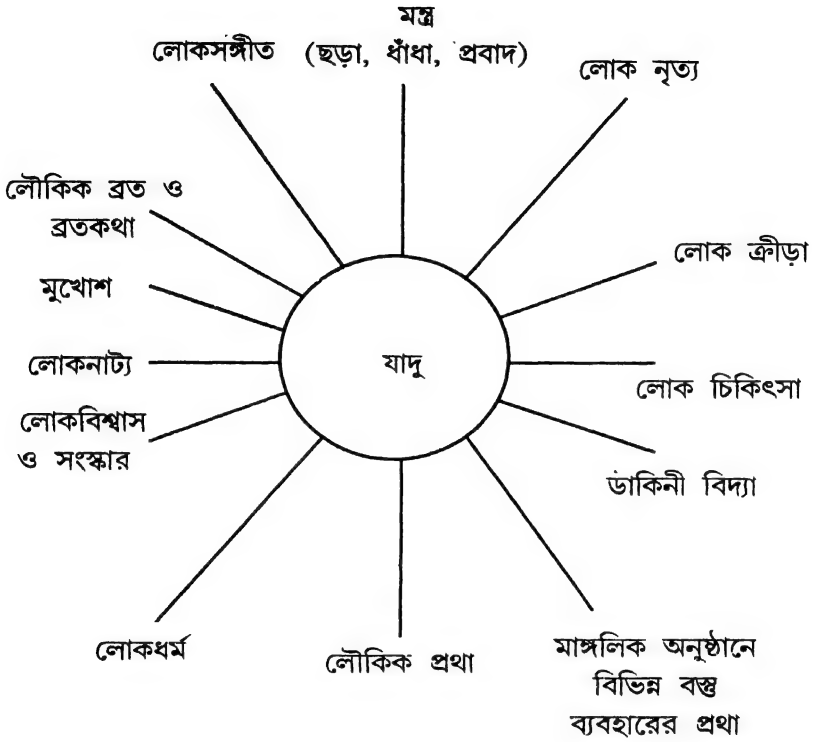 মন্ত্র
লোকসঙ্গীত (ছড়া, ধাঁধা, প্রবাদ)
লোক নৃত্য
লৌকিক ব্রত ও
ব্রতকথা
লোক ক্রীড়া
মুখোশ
যাদু
লোকনাট্য
লোক চিকিৎসা
লোকবিশ্বাস
ও সংস্কার
ডাকিনী বিদ্যা
লোকধর্ম
লৌকিক প্রথা
মাঙ্গলিক অনুষ্ঠানে
বিভিন্ন বস্তু
ব্যবহারের প্রথা